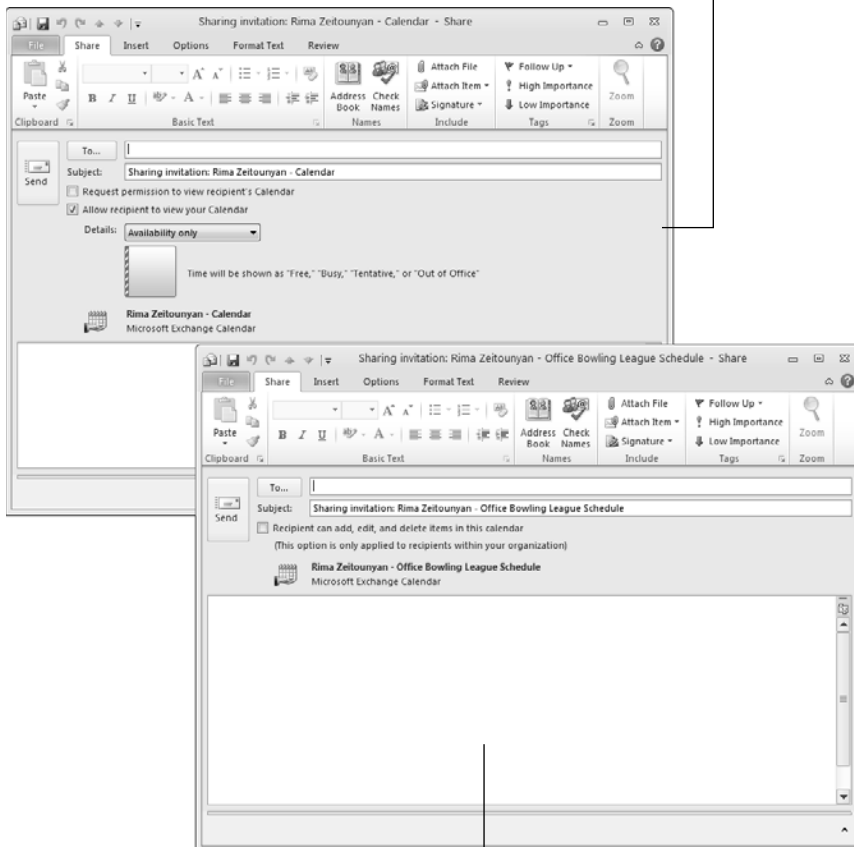 Sharing invitation: Rima Zeitounyan - Calendar - Share
File Share Insert Options Format Text Review
Paste
B I U
A A
A
Address Book
Check Names
Attach File
Attach Item
Signature
Follow Up
High Importance
Low Importance
Zoom
Clipboard Basic Text Names Include Tags Zoom
Send
To...
Subject: Sharing invitation: Rima Zeitounyan - Calendar
Request permission to view recipient's Calendar
Allow recipient to view your Calendar
Details: Availability only
Time will be shown as "Free," "Busy," "Tentative," or "Out of Office"
Rima Zeitounyan - Calendar
Microsoft Exchange Calendar
Sharing invitation: Rima Zeitounyan - Office Bowling League Schedule - Share
File Share Insert Options Format Text Review
Paste
B I U
A A
A
Address Book
Check Names
Attach File
Attach Item
Signature
Follow Up
High Importance
Low Importance
Zoom
Clipboard Basic Text Names Include Tags Zoom
Send
To...
Subject: Sharing invitation: Rima Zeitounyan - Office Bowling League Schedule
Recipient can add, edit, and delete items in this calendar
(This option is only applied to recipients within your organization)
Rima Zeitounyan - Office Bowling League Schedule
Microsoft Exchange Calendar